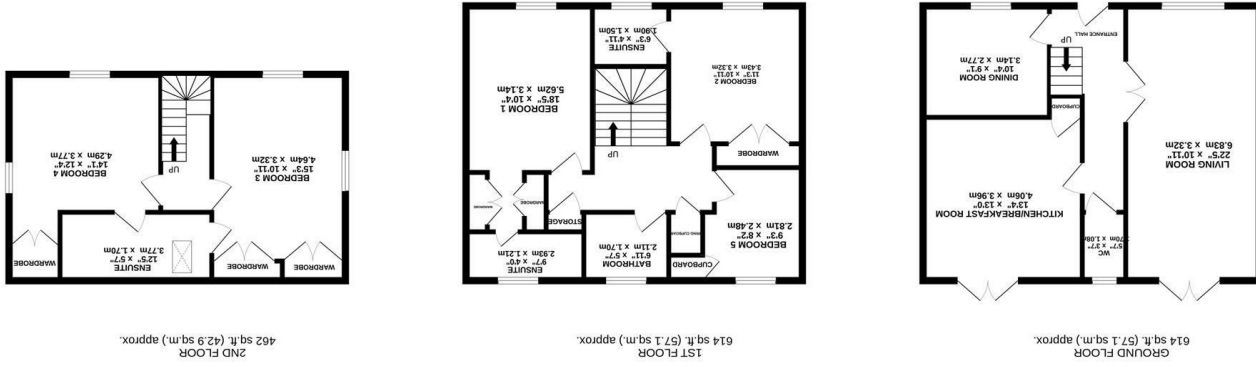 GROUND FLOOR
614 sq.ft. (57.1 sq.m.) approx.
WC
5'7" x 3'7"
KITCHEN/BREAKFAST ROOM
13'4" x 13'0"
4.06m x 3.96m
LIVING ROOM
22'5" x 10'11"
6.83m x 3.32m
CUPBOARD
DINING ROOM
10'4" x 9'1"
3.14m x 2.77m
UP
ENTRANCE HALL
1ST FLOOR
614 sq.ft. (57.1 sq.m.) approx.
CUPBOARD
ENSUITE
9'7" x 4'0"
2.93m x 1.21m
BATHROOM
6'11" x 5'7"
2.11m x 1.70m
BEDROOM 5
9'3" x 8'2"
2.81m x 2.48m
STORAGE
WARDROBE
WARDROBE
WARDROBE
UP
BEDROOM 1
18'5" x 10'4"
5.62m x 3.14m
BEDROOM 2
11'3" x 10'11"
3.43m x 3.32m
ENSUITE
6'3" x 4'11"
1.90m x 1.50m
2ND FLOOR
462 sq.ft. (42.9 sq.m.) approx.
WARDROBE
WARDROBE
WARDROBE
ENSUITE
12'5" x 5'7"
3.77m x 1.70m
BEDROOM 3
15'3" x 10'11"
4.64m x 3.32m
UP
BEDROOM 4
14'1" x 12'4"
4.29m x 3.77m